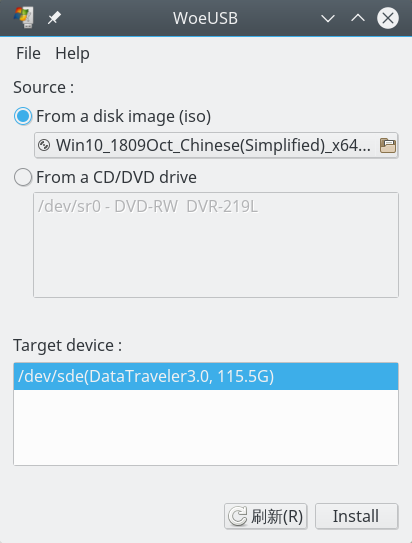 WoeUSB
File Help
Source :
From a disk image (iso)
Win10_1809Oct_Chinese(Simplified)_x64...
From a CD/DVD drive
/dev/sr0 - DVD-RW  DVR-219L
Target device :
/dev/sde(DataTraveler3.0, 115.5G)
刷新(R) Install